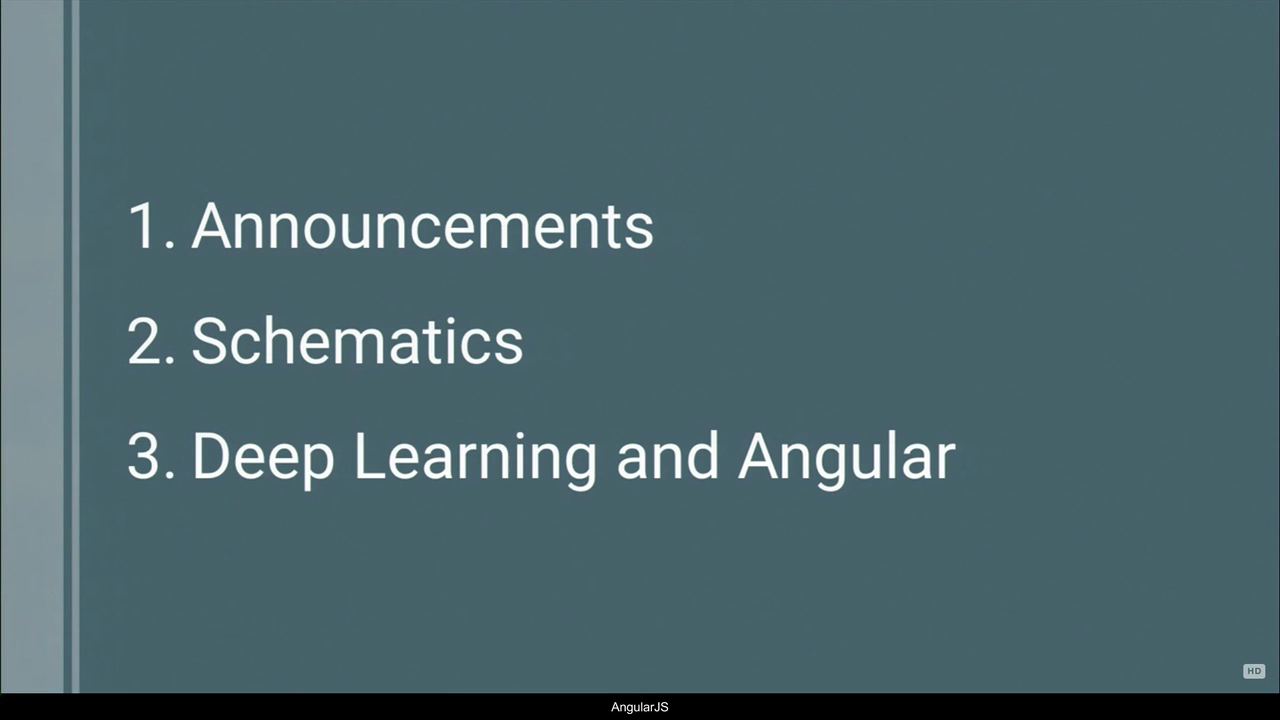 1. Announcements
2. Schematics
3. Deep Learning and Angular
HD
AngularJS